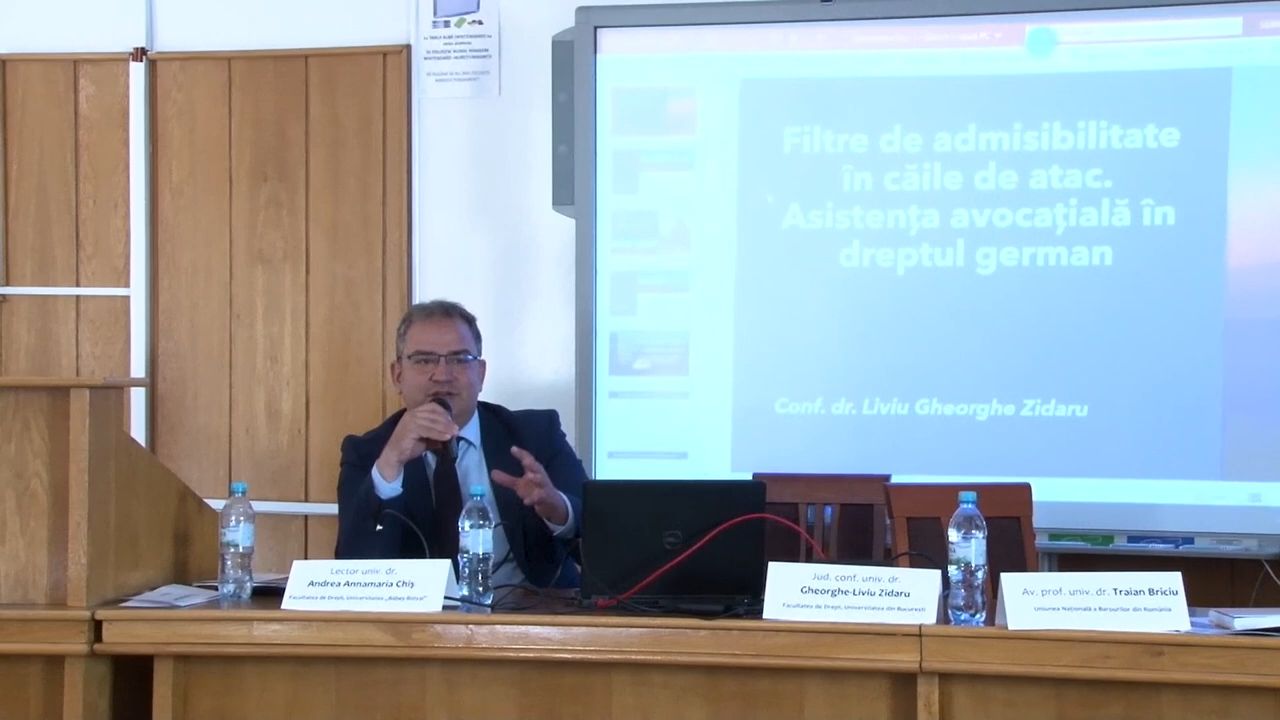 Filtre de admisibilitate
în căile de atac.
Asistența avocațială în
dreptul german
Conf. dr. Liviu Gheorghe Zidaru
Lector univ. dr.
Andrea Annamaria Chiș
Facultatea de Drept, Universitatea „Babeș Bolyai”
Jud. conf. univ. dr.
Gheorghe-Liviu Zidaru
Facultatea de Drept, Universitatea din București
Av. prof. univ. dr. Traian Briciu
Uniunea Națională a Barourilor din România
DELL